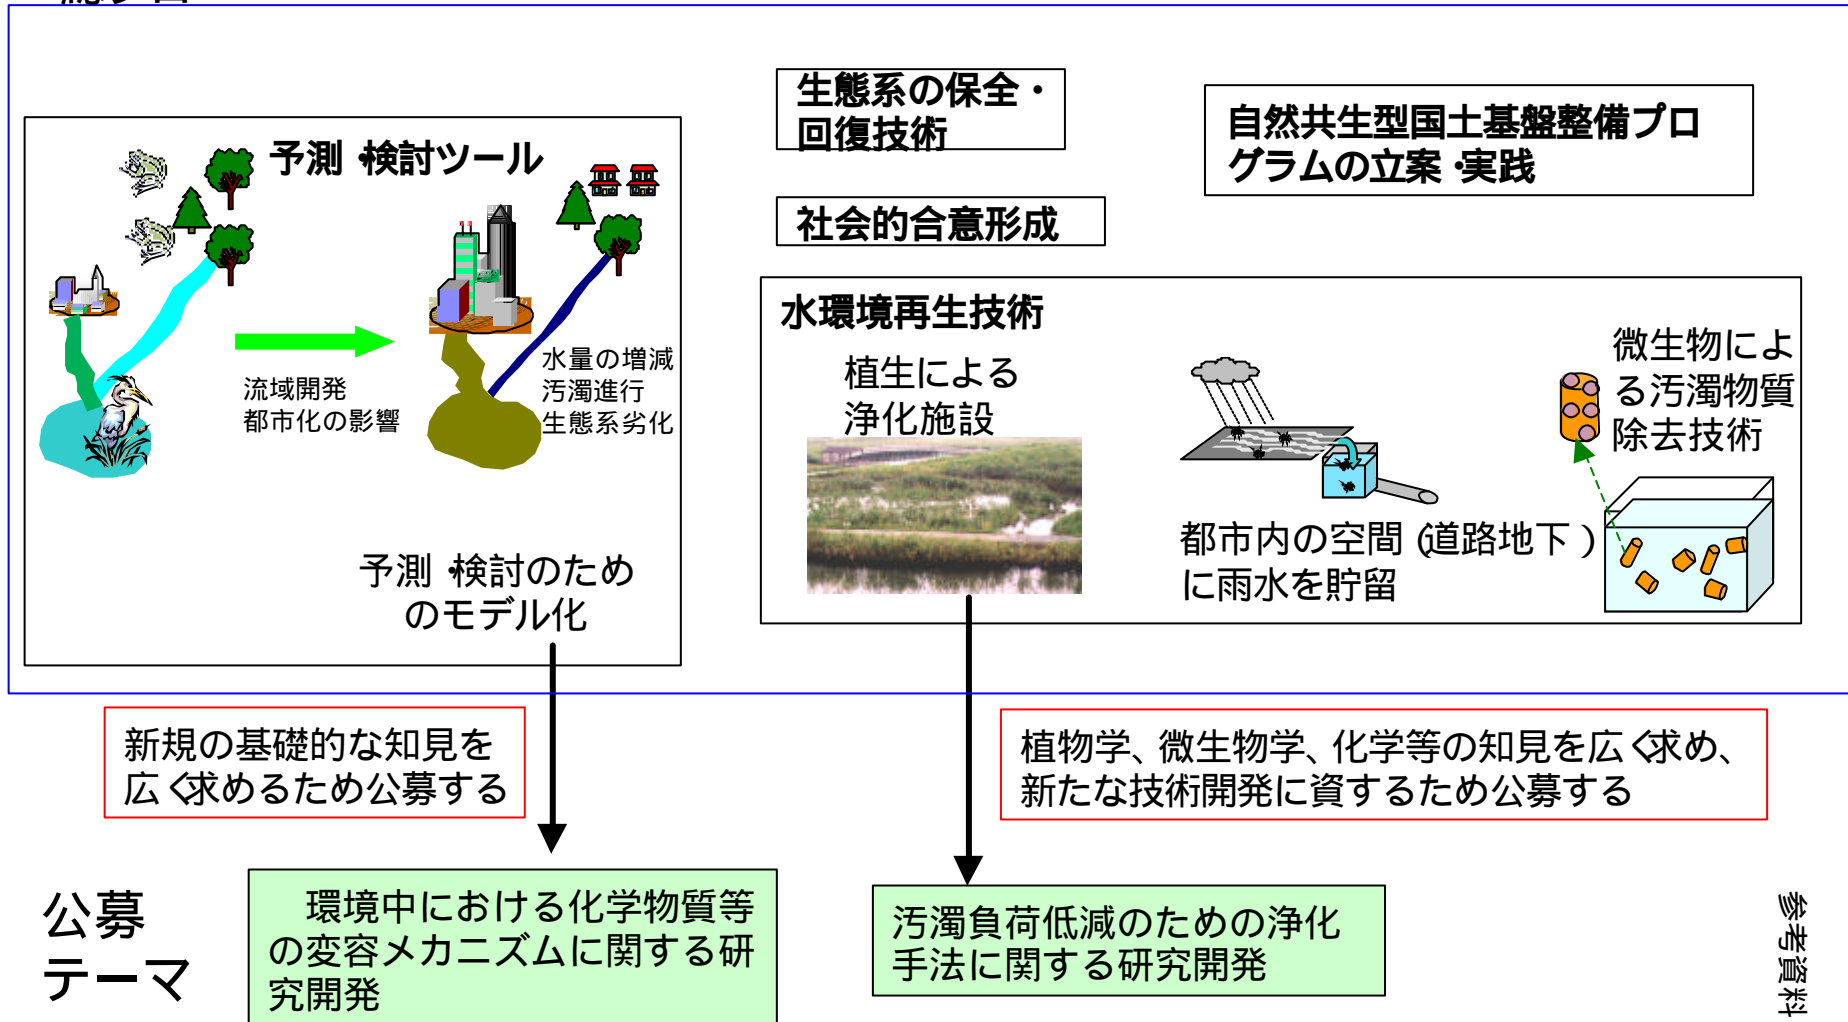 予測・検討ツール
流域開発
都市化の影響
水量の増減
汚濁進行
生態系劣化
予測・検討のため
のモデル化
生態系の保全・
回復技術
社会的合意形成
自然共生型国土基盤整備プロ
グラムの立案・実践
水環境再生技術
植生による
浄化施設
都市内の空間(道路地下)
に雨水を貯留
微生物によ
る汚濁物質
除去技術
新規の基礎的な知見を
広く求めるため公募する
植物学、微生物学、化学等の知見を広く求め、
新たな技術開発に資するため公募する
公募
テーマ
環境中における化学物質等
の変容メカニズムに関する研
究開発
汚濁負荷低減のための浄化
手法に関する研究開発
参考資料